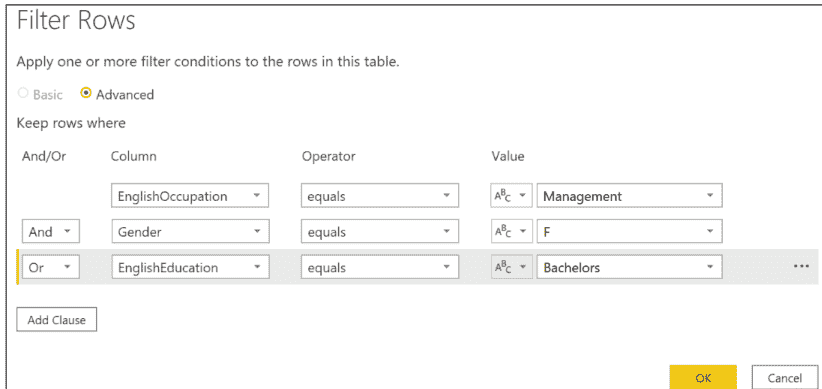 Filter Rows
Apply one or more filter conditions to the rows in this table.
Basic Advanced
Keep rows where
And/Or Column Operator Value
EnglishOccupation equals ABC Management
And Gender equals ABC F
Or EnglishEducation equals ABC Bachelors ...
Add Clause
OK Cancel